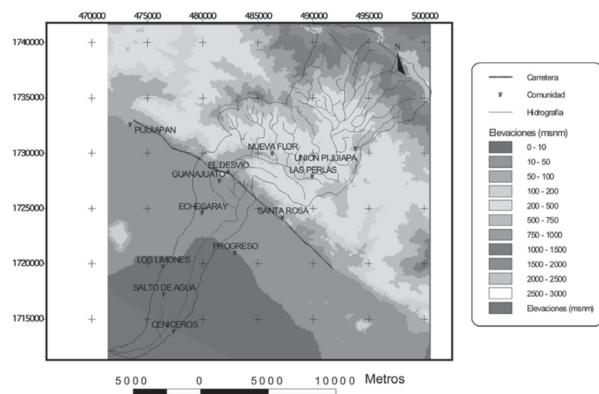 470000 475000 480000 485000 490000 495000 500000
1740000
1735000
1730000
1725000
1720000
1715000
N
PIJIJIAPAN
NUEVA FLOR
UNION PIJIJIAPA
EL DESVIO
GUANAJUATO
LAS PERLAS
ECHEGARAY
SANTA ROSA
PROGRESO
LOS LIMONES
SALTO DE AGUA
CENICEROS
Carretera
Comunidad
Hidrografía
Elevaciones (msnm)
0 - 10
10 - 50
50 - 100
100 - 200
200 - 500
500 - 750
750 - 1000
1000 - 1500
1500 - 2000
2000 - 2500
2500 - 3000
Elevaciones (msnm)
5000 0 5000 10000 Metros